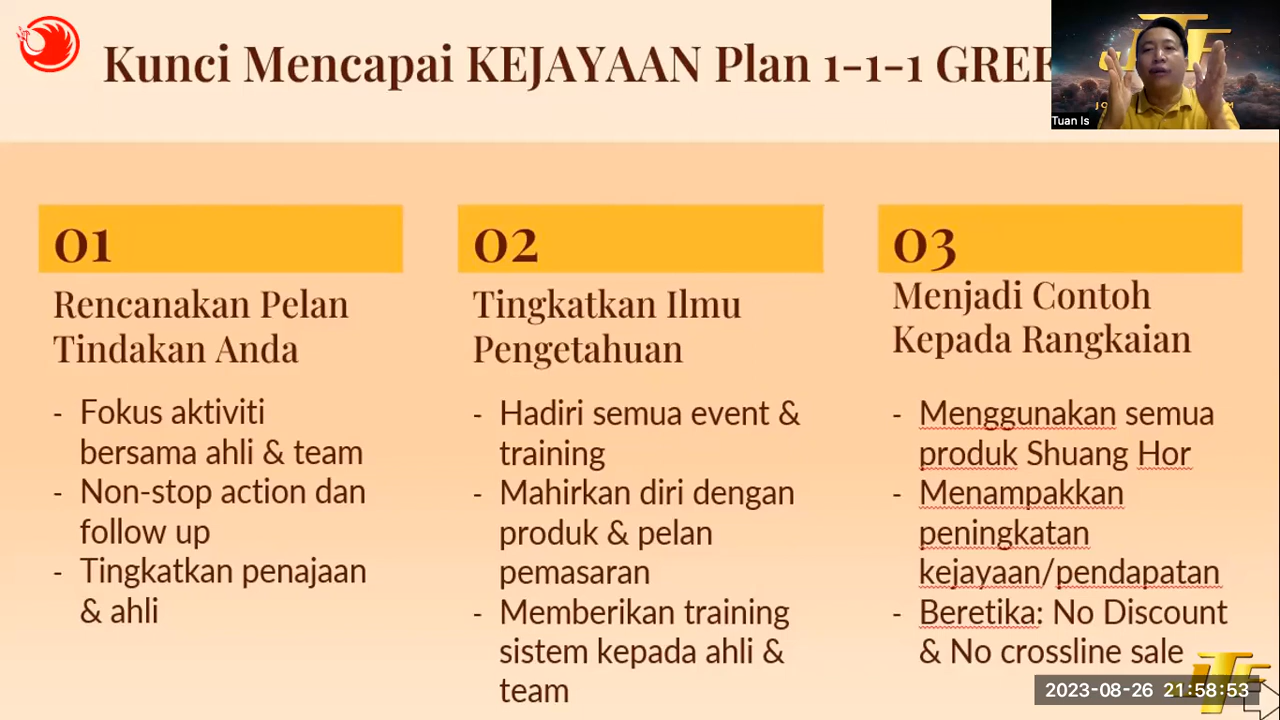 Kunci Mencapai KEJAYAAN Plan 1-1-1
Tuan Is
01
Rencanakan Pelan
Tindakan Anda
- Fokus aktiviti
bersama ahli & team
- Non-stop action dan
follow up
- Tingkatkan penajaan
& ahli
02
Tingkatkan Ilmu
Pengetahuan
- Hadiri semua event &
training
- Mahirkan diri dengan
produk & pelan
pemasaran
- Memberikan training
sistem kepada ahli &
team
03
Menjadi Contoh
Kepada Rangkaian
- Menggunakan semua
produk Shuang Hor
- Menampakkan
peningkatan
kejayaan/pendapatan
- Beretika: No Discount
& No crossline sale
2023-08-26 21:58:53